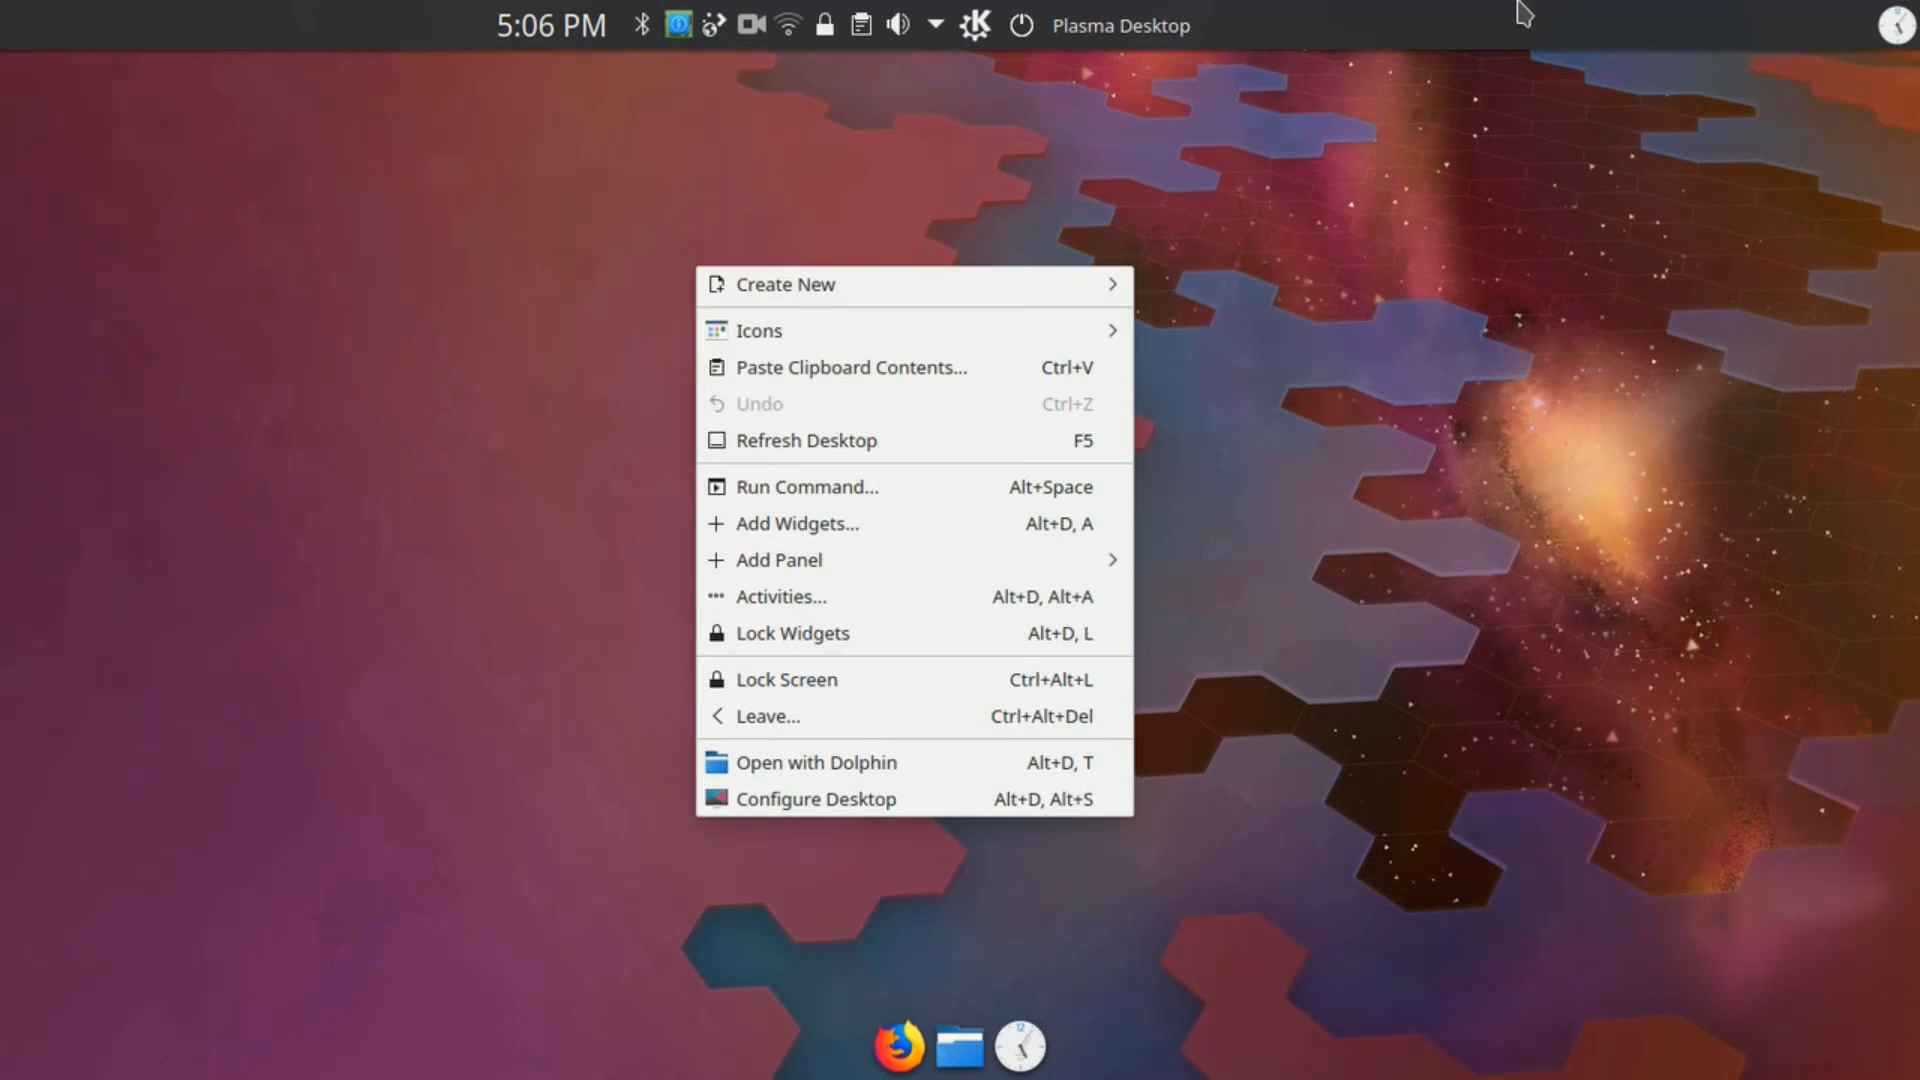 5:06 PM Plasma Desktop
Create New
Icons
Paste Clipboard Contents... Ctrl+V
Undo Ctrl+Z
Refresh Desktop F5
Run Command... Alt+Space
Add Widgets... Alt+D, A
Add Panel
Activities... Alt+D, Alt+A
Lock Widgets Alt+D, L
Lock Screen Ctrl+Alt+L
Leave... Ctrl+Alt+Del
Open with Dolphin Alt+D, T
Configure Desktop Alt+D, Alt+S
12